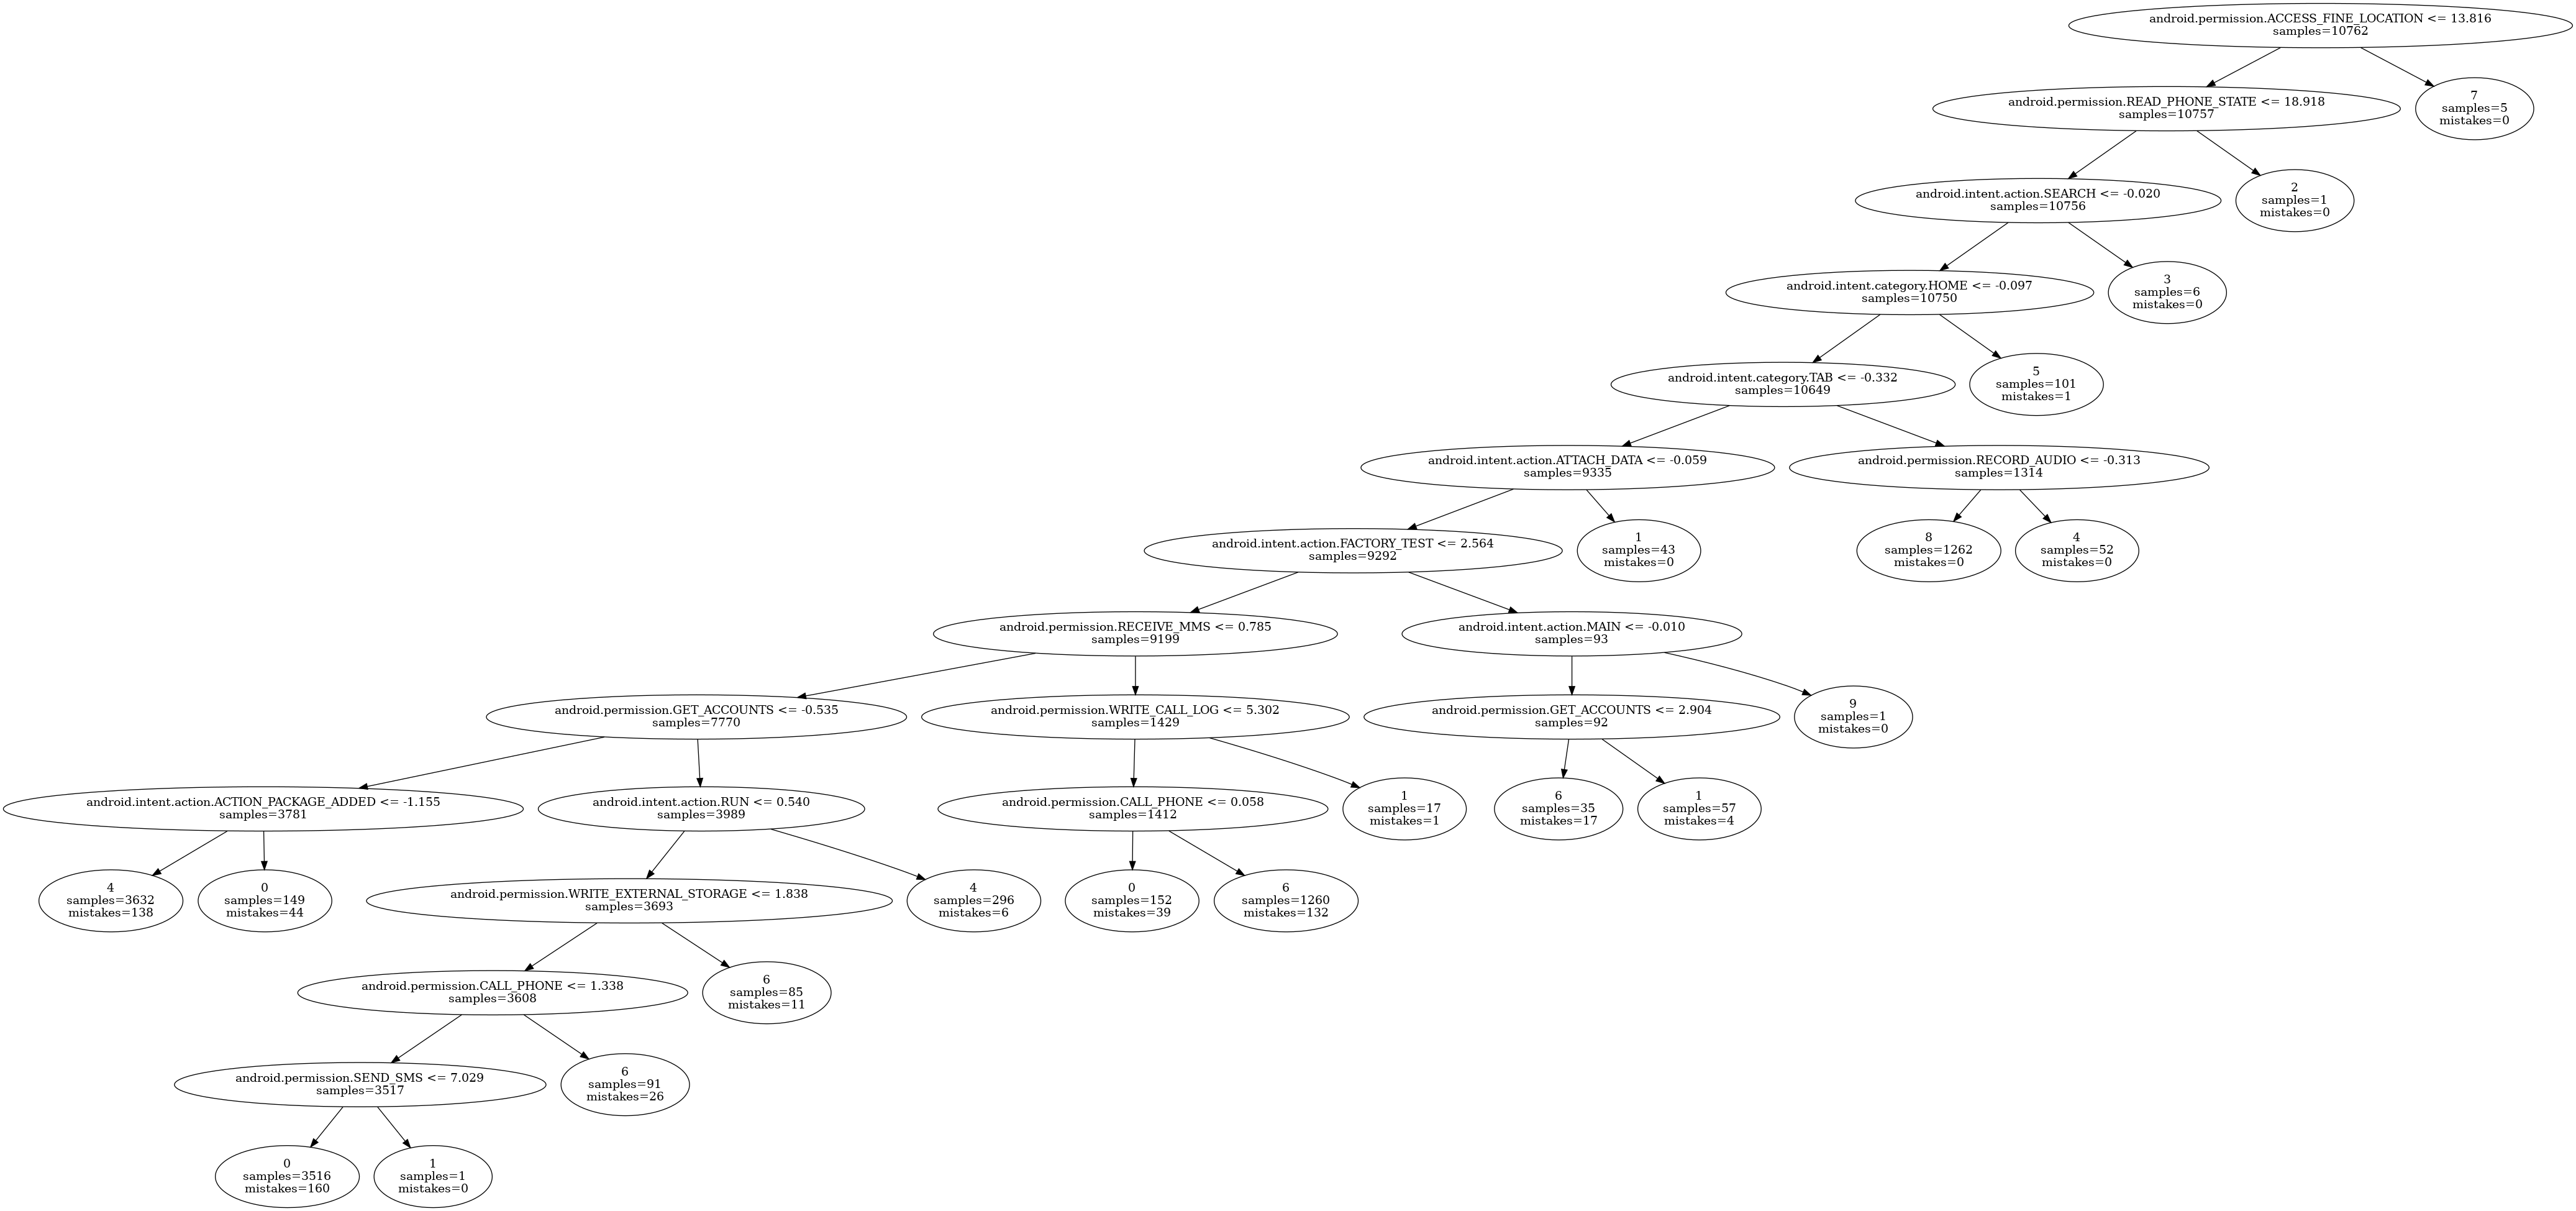 android.permission.ACCESS_FINE_LOCATION <= 13.816
samples=10762
android.permission.READ_PHONE_STATE <= 18.918
samples=10757
7
samples=5
mistakes=0
android.intent.action.SEARCH <= -0.020
samples=10756
2
samples=1
mistakes=0
android.intent.category.HOME <= -0.097
samples=10750
3
samples=6
mistakes=0
android.intent.category.TAB <= -0.332
samples=10649
5
samples=101
mistakes=1
android.intent.action.ATTACH_DATA <= -0.059
samples=9335
android.permission.RECORD_AUDIO <= -0.313
samples=1314
android.intent.action.FACTORY_TEST <= 2.564
samples=9292
1
samples=43
mistakes=0
8
samples=1262
mistakes=0
4
samples=52
mistakes=0
android.permission.RECEIVE_MMS <= 0.785
samples=9199
android.intent.action.MAIN <= -0.010
samples=93
android.permission.GET_ACCOUNTS <= -0.535
samples=7770
android.permission.WRITE_CALL_LOG <= 5.302
samples=1429
android.permission.GET_ACCOUNTS <= 2.904
samples=92
9
samples=1
mistakes=0
android.intent.action.ACTION_PACKAGE_ADDED <= -1.155
samples=3781
android.intent.action.RUN <= 0.540
samples=3989
android.permission.CALL_PHONE <= 0.058
samples=1412
1
samples=17
mistakes=1
6
samples=35
mistakes=17
1
samples=57
mistakes=4
4
samples=3632
mistakes=138
0
samples=149
mistakes=44
android.permission.WRITE_EXTERNAL_STORAGE <= 1.838
samples=3693
4
samples=296
mistakes=6
0
samples=152
mistakes=39
6
samples=1260
mistakes=132
android.permission.CALL_PHONE <= 1.338
samples=3608
6
samples=85
mistakes=11
android.permission.SEND_SMS <= 7.029
samples=3517
6
samples=91
mistakes=26
0
samples=3516
mistakes=160
1
samples=1
mistakes=0